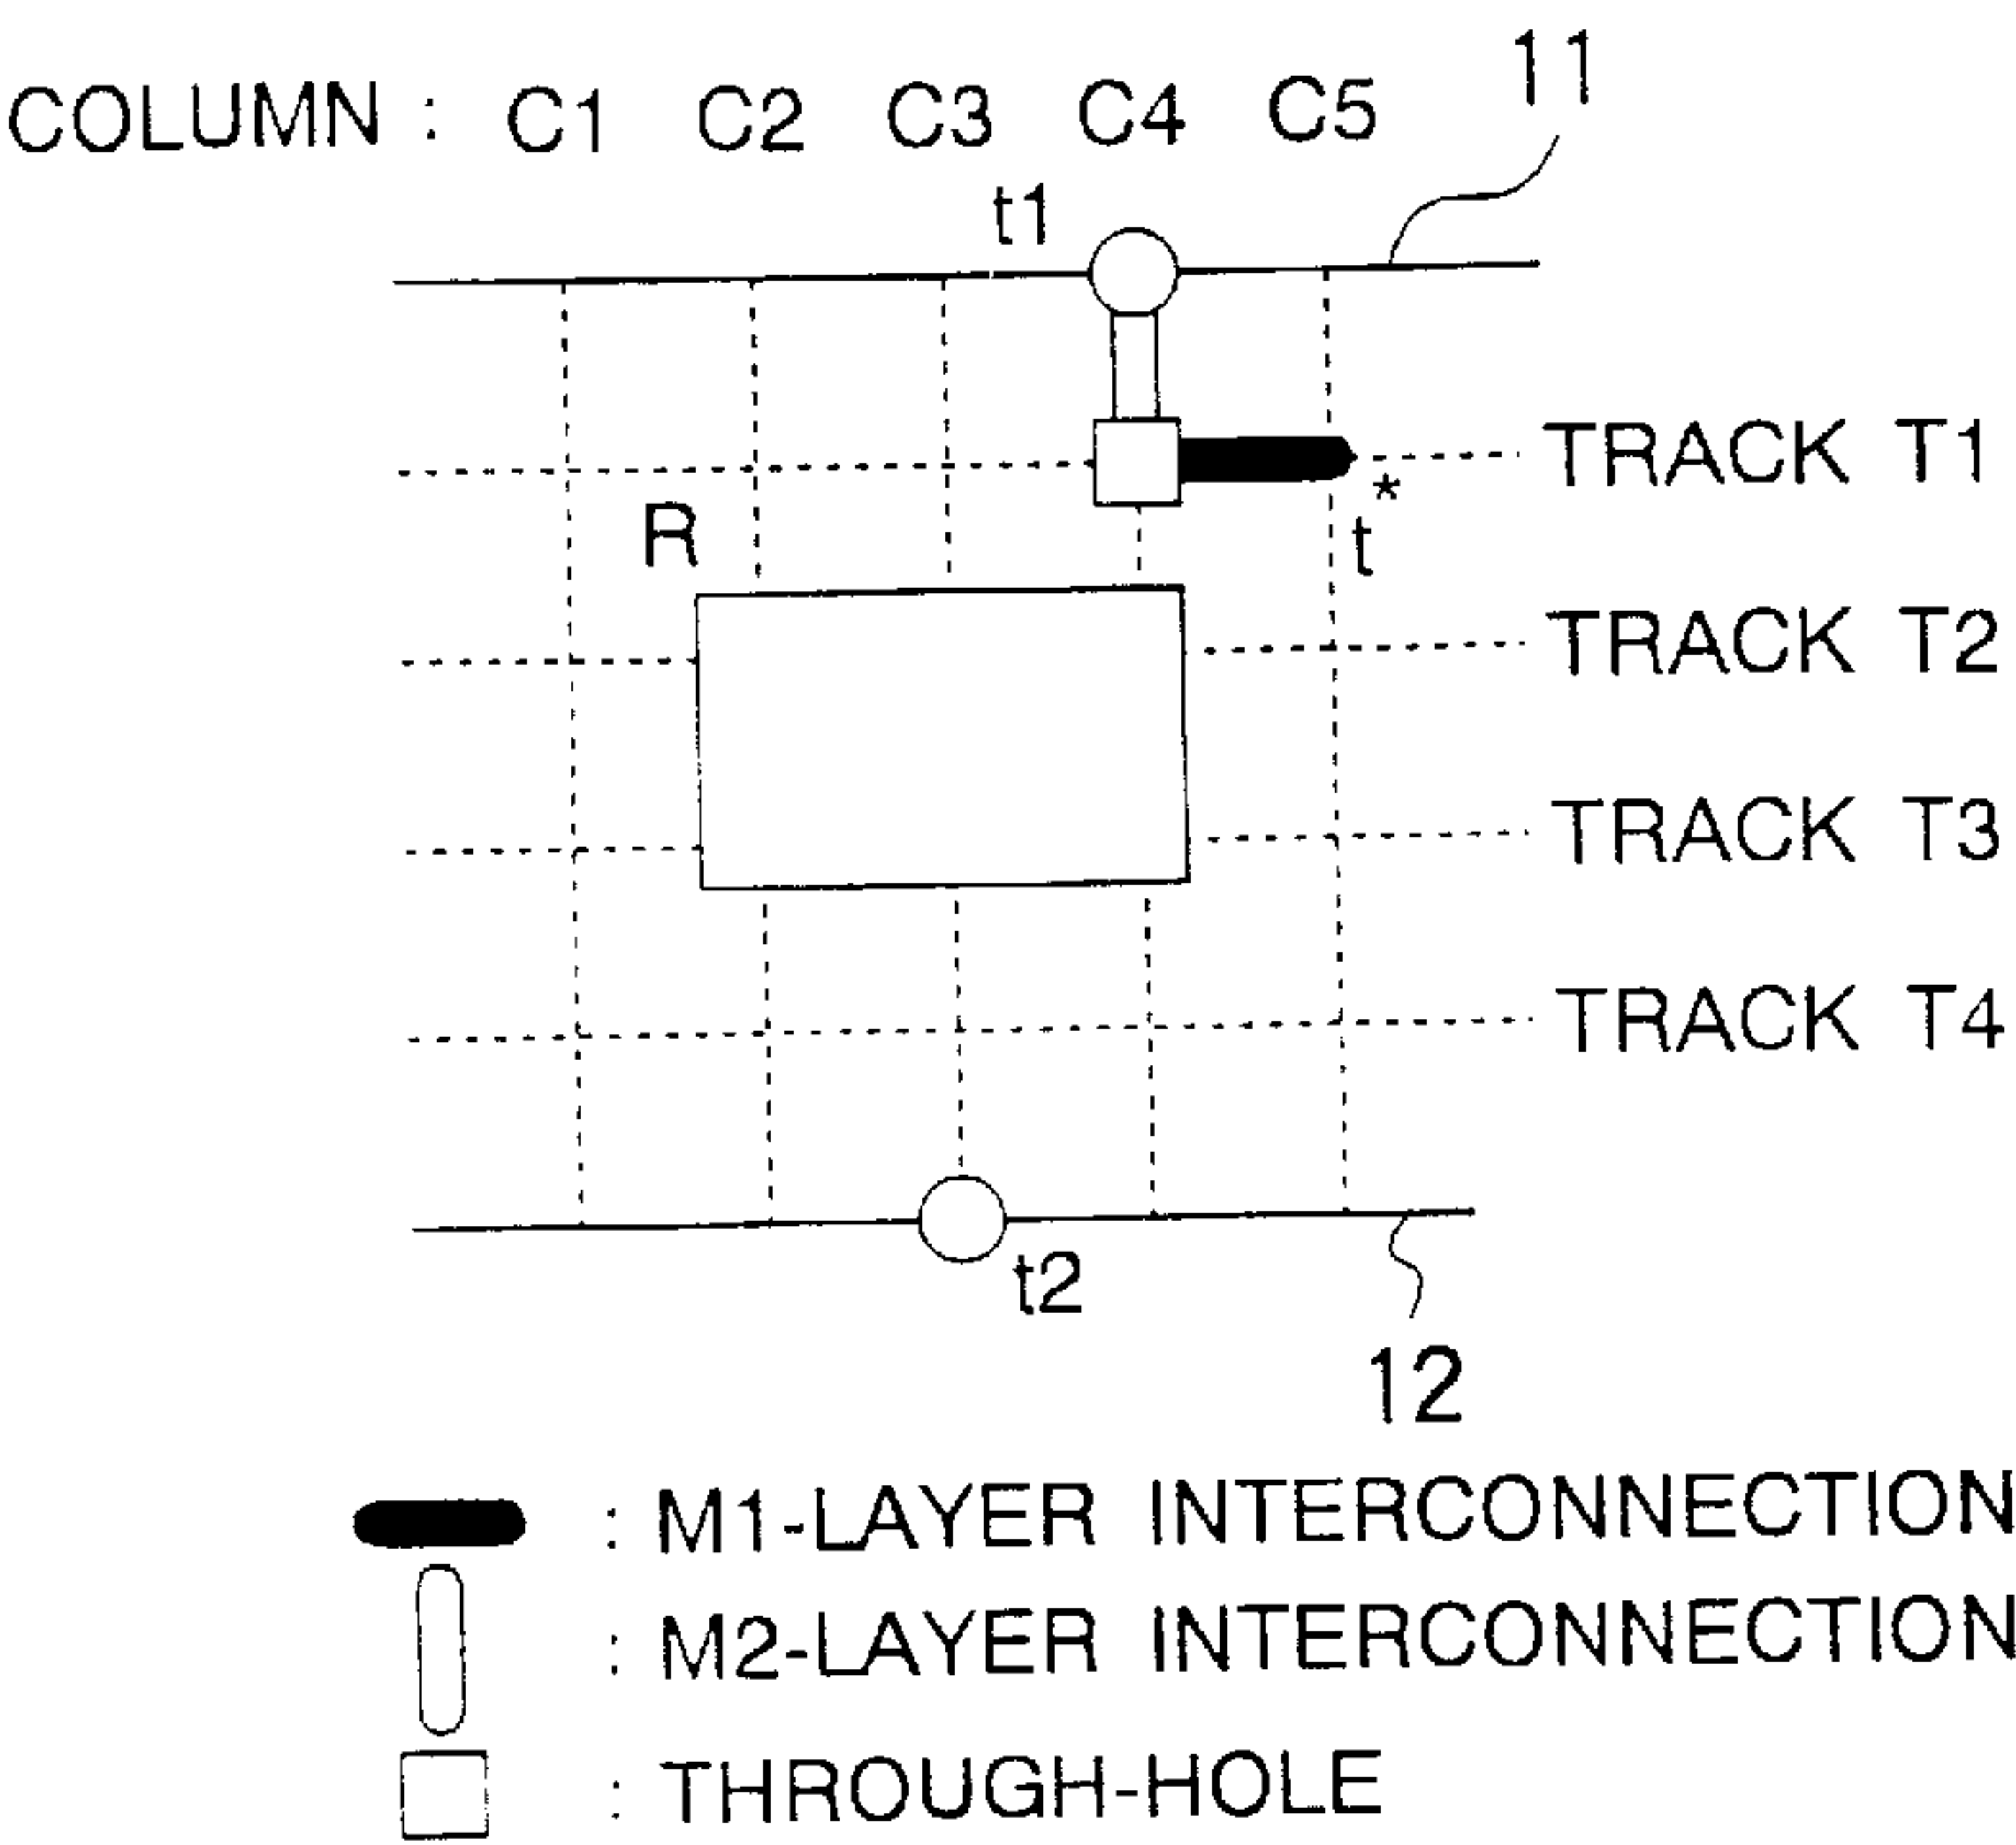 11
COLUMN : C1 C2 C3 C4 C5
t1
TRACK T1
t*
R
TRACK T2
TRACK T3
TRACK T4
t2
12
: M1-LAYER INTERCONNECTION
: M2-LAYER INTERCONNECTION
: THROUGH-HOLE